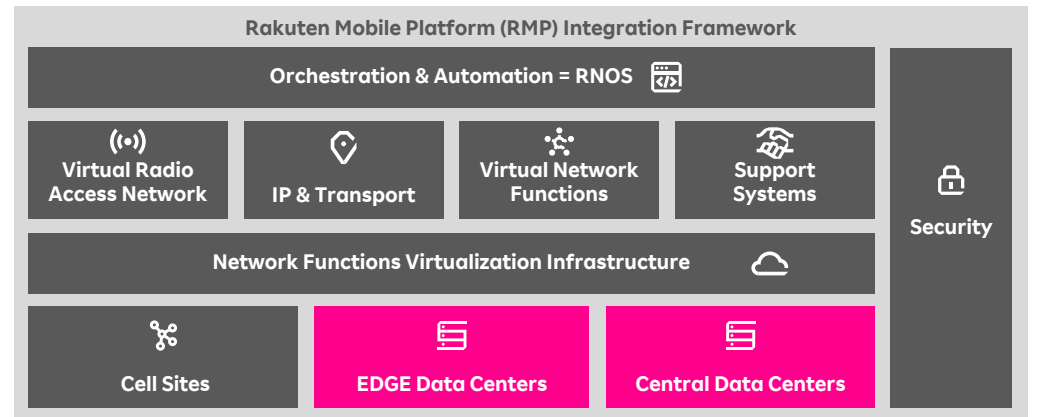 Rakuten Mobile Platform (RMP) Integration Framework
Orchestration & Automation = RNOS
</>
Virtual Radio
Access Network
IP & Transport
Virtual Network
Functions
Support
Systems
Security
Network Functions Virtualization Infrastructure
Cell Sites
EDGE Data Centers
Central Data Centers